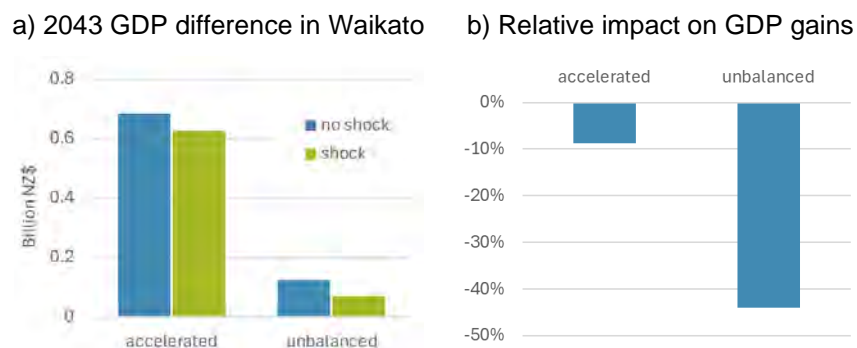 a) 2043 GDP difference in Waikato
b) Relative impact on GDP gains
Billion NZ$
0.8
0.6
0.4
0.2
0
no shock
shock
accelerated
unbalanced
accelerated
unbalanced
0%
-10%
-20%
-30%
-40%
-50%